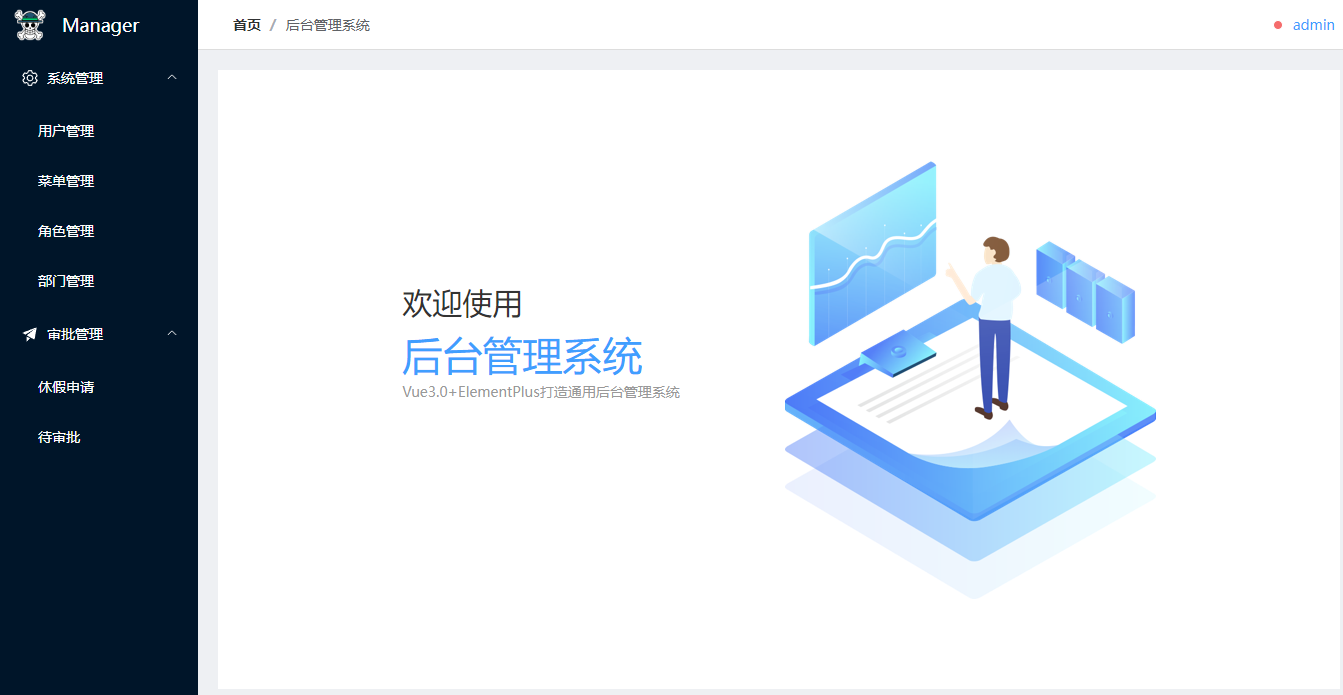 Manager
首页 / 后台管理系统
admin
系统管理
用户管理
菜单管理
角色管理
部门管理
审批管理
休假申请
待审批
欢迎使用
后台管理系统
Vue3.0+ElementPlus打造通用后台管理系统